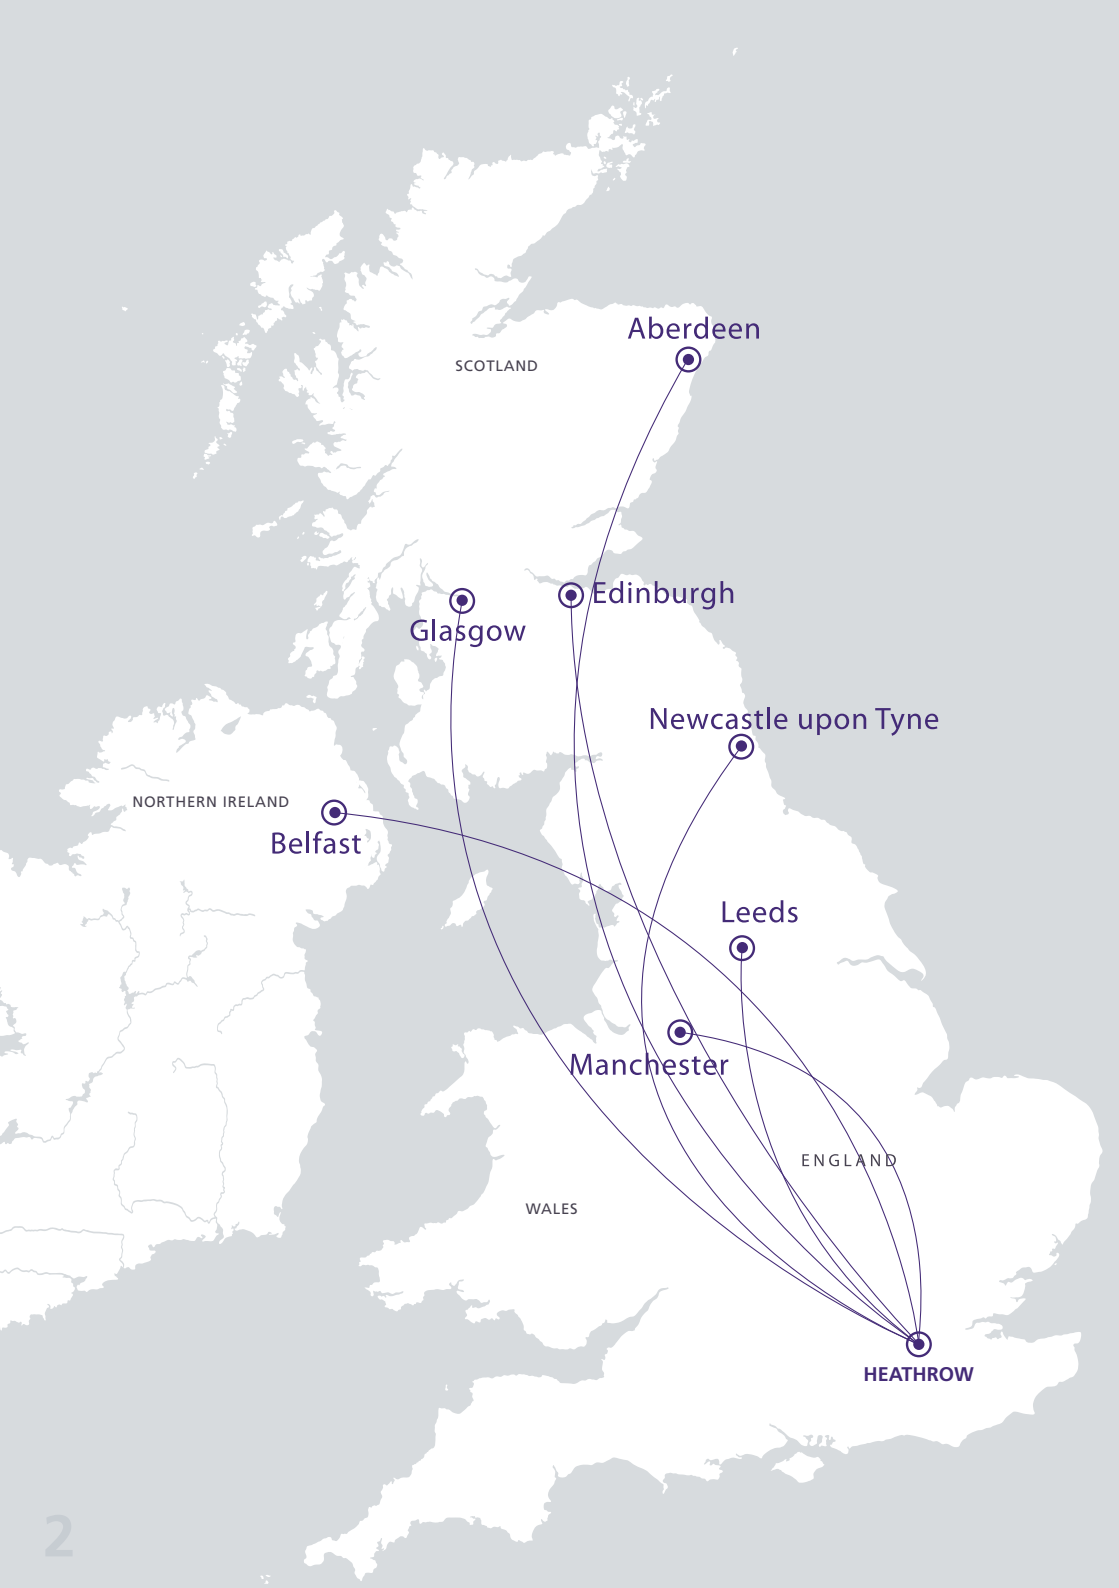 Aberdeen
SCOTLAND
Edinburgh
Glasgow
Newcastle upon Tyne
NORTHERN IRELAND
Belfast
Leeds
Manchester
ENGLAND
WALES
HEATHROW
2